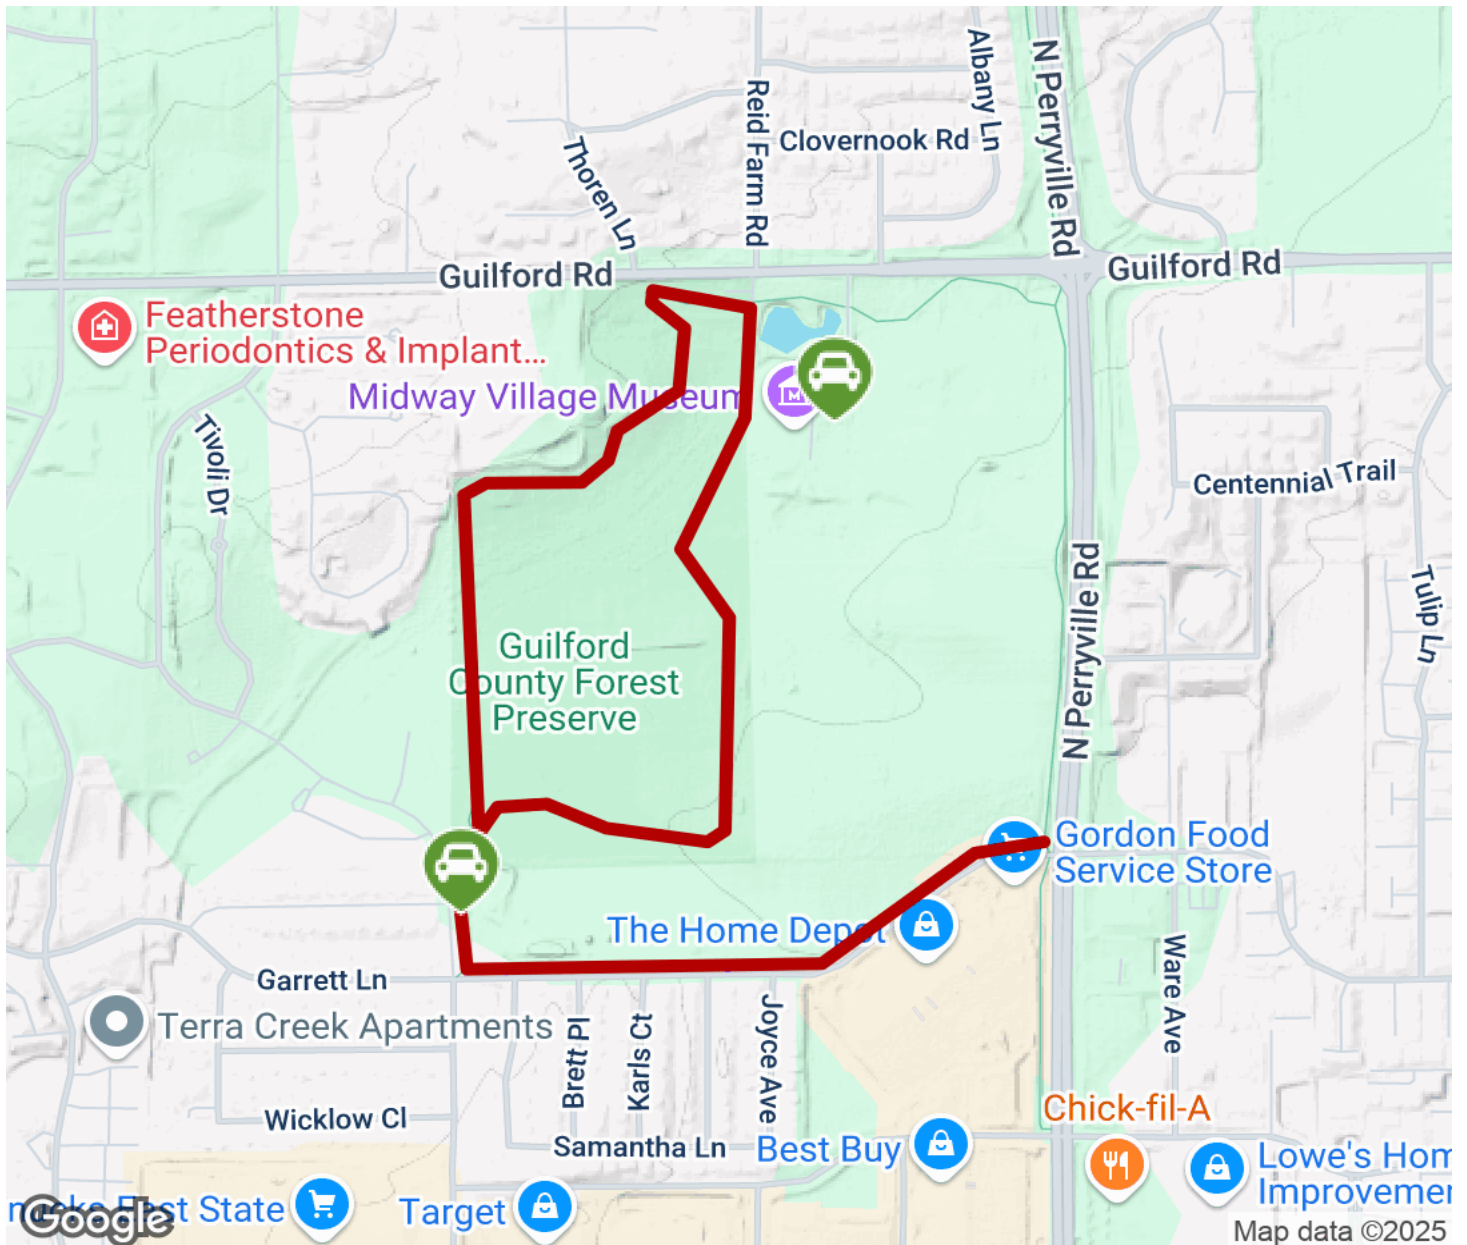 Albany Ln
N Perryville Rd
Reid Farm Rd
Clovernook Rd
Thoren Ln
Guilford Rd
Guilford Rd
Featherstone
Periodontics & Implant...
Midway Village Museum
Tivoli Dr
Centennial Trail
N Perryville Rd
Tulip Ln
Guilford
County Forest
Preserve
Gordon Food
Service Store
The Home Depot
Garrett Ln
Terra Creek Apartments
Brett Pl
Karls Ct
Joyce Ave
Ware Ave
Wicklow Cl
Samantha Ln
Chick-fil-A
Best Buy
Lowe's Hom
Improvemen
East State
Target
Google
Map data ©2025